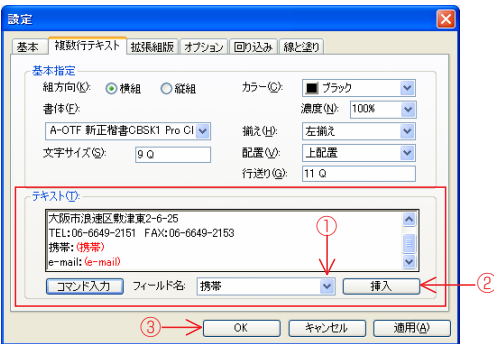 設定
基本 複数行テキスト 拡張組版 オプション 回り込み 線と塗り
基本指定
組方向(K): 横組 縦組 カラー(C): ブラック
書体(F): 濃度(N): 100%
A-OTF 新正楷書CBSK1 Pro Cl 揃え(H): 左揃え
文字サイズ(S): 9 Q 配置(V): 上配置
行送り(G): 11 Q
テキスト(T):
大阪市浪速区敷津東2-6-25
TEL:06-6649-2151 FAX:06-6649-2153
携帯:(携帯)
e-mail:(e-mail)
①
コマンド入力 フィールド名: 携帯 挿入 ②
③ OK キャンセル 適用(A)